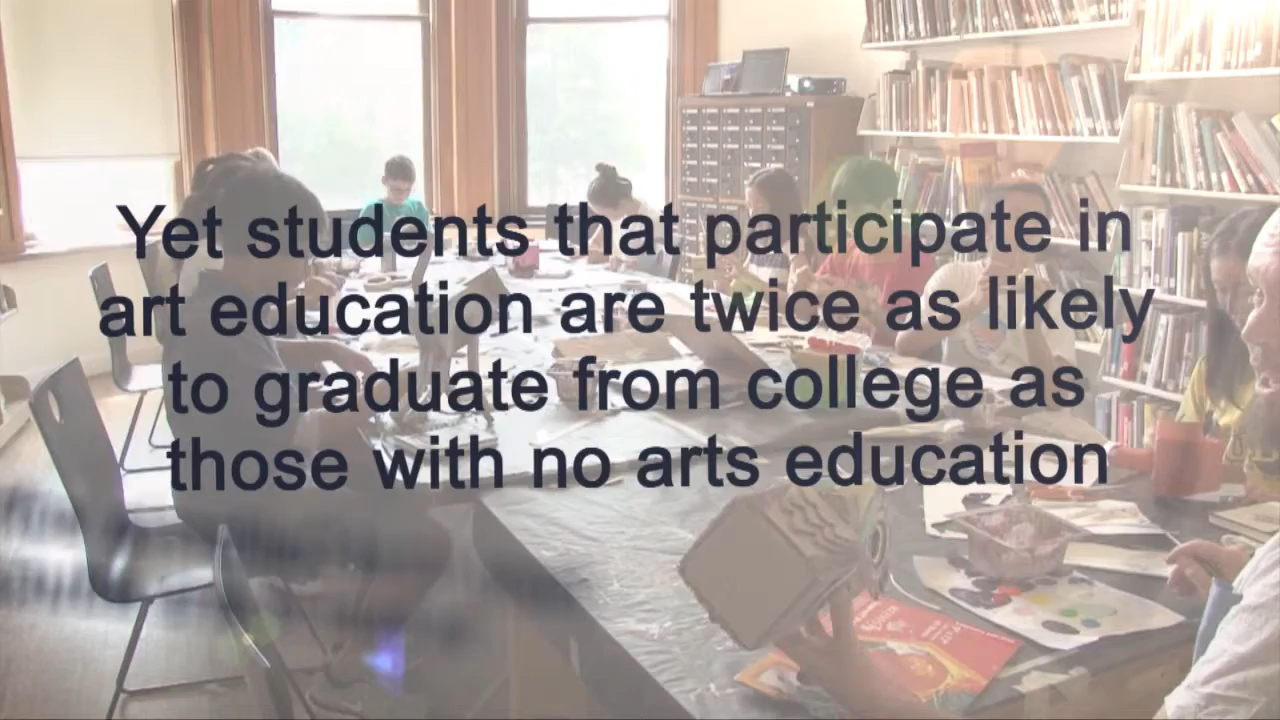 Yet students that participate in
art education are twice as likely
to graduate from college as
those with no arts education